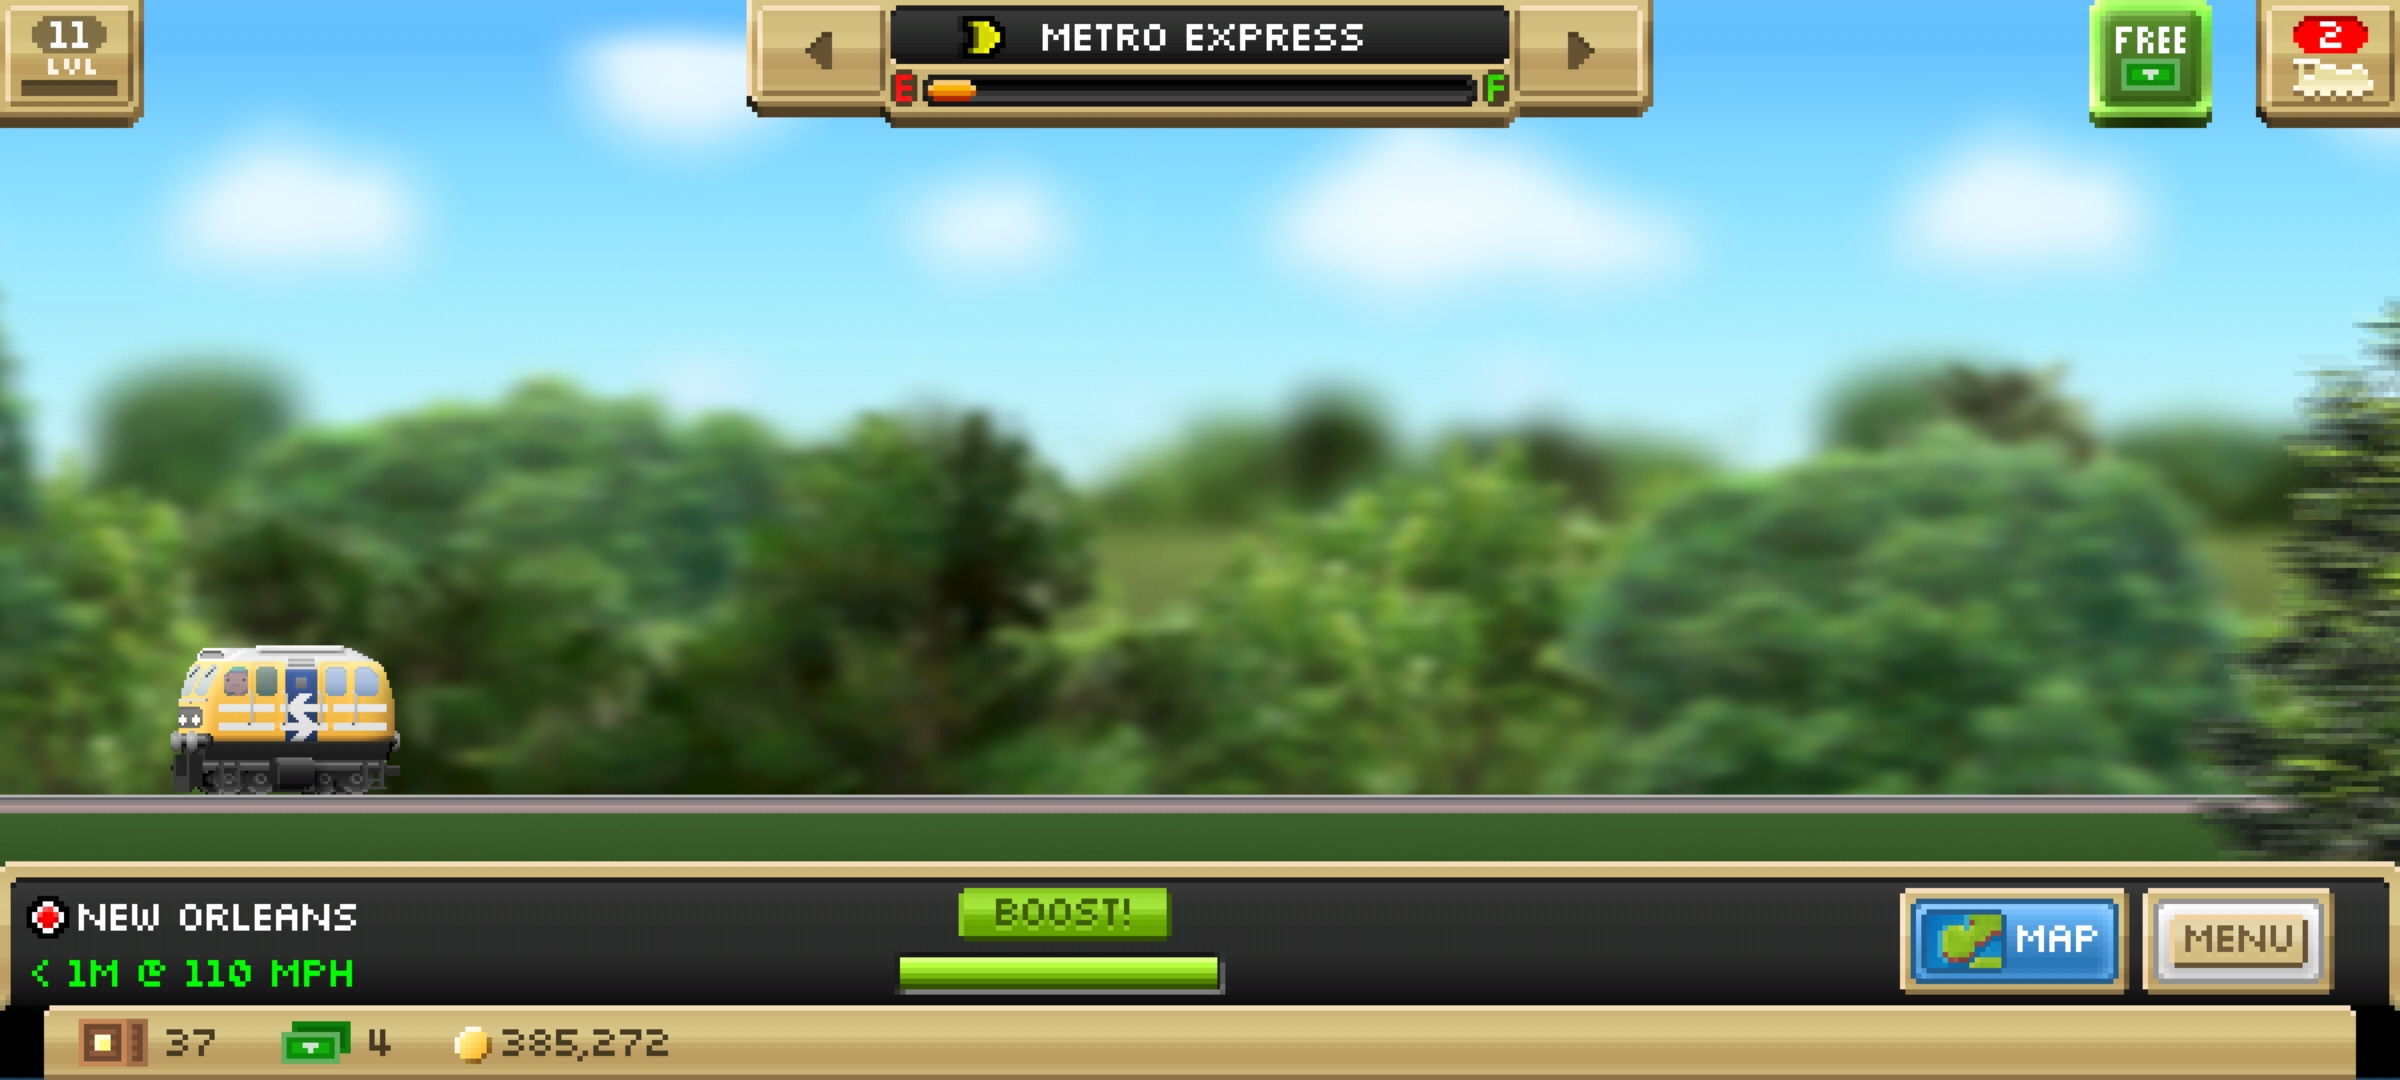 11
LVL
METRO EXPRESS
E F
FREE
2
NEW ORLEANS
< 1M @ 110 MPH
BOOST!
MAP
MENU
37
4
385,272